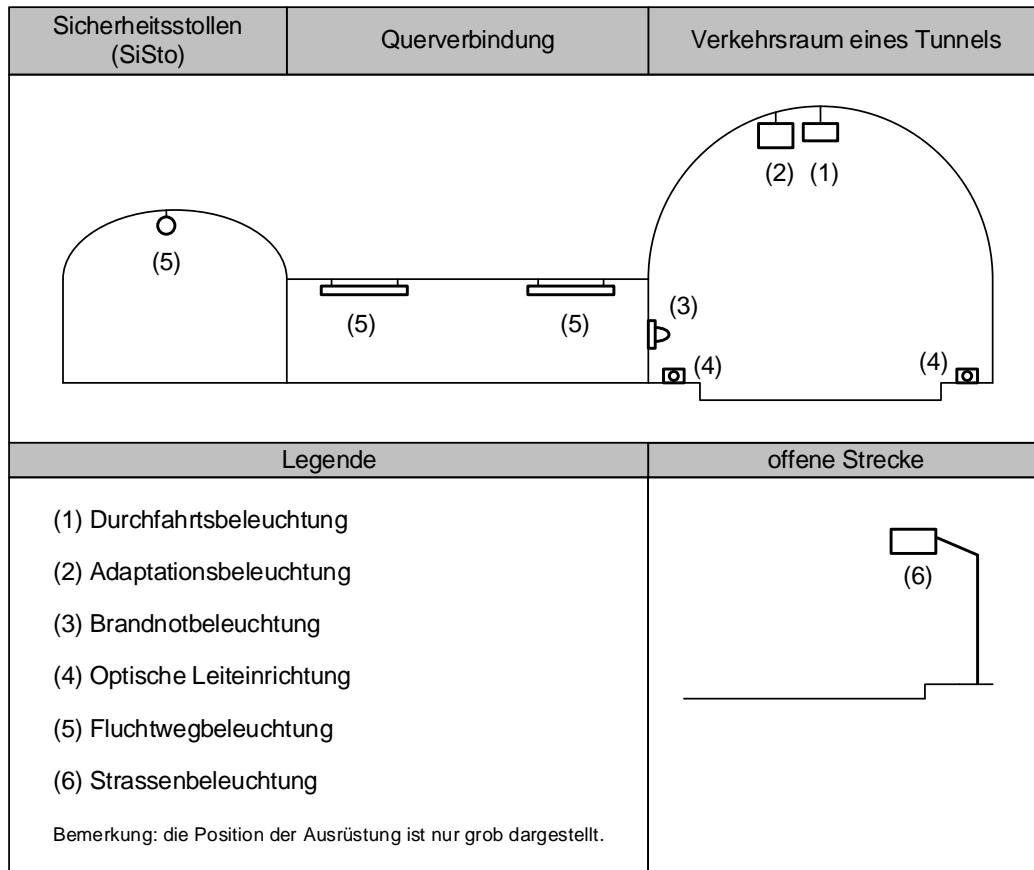 Sicherheitsstollen
(SiSto)
Querverbindung
Verkehrsraum eines Tunnels
(2)
(1)
(5)
(5)
(5)
(3)
(4)
(4)
Legende
offene Strecke
(1) Durchfahrtsbeleuchtung
(2) Adaptationsbeleuchtung
(3) Brandnotbeleuchtung
(4) Optische Leiteinrichtung
(5) Fluchtwegbeleuchtung
(6) Strassenbeleuchtung
Bemerkung: die Position der Ausrüstung ist nur grob dargestellt.
(6)